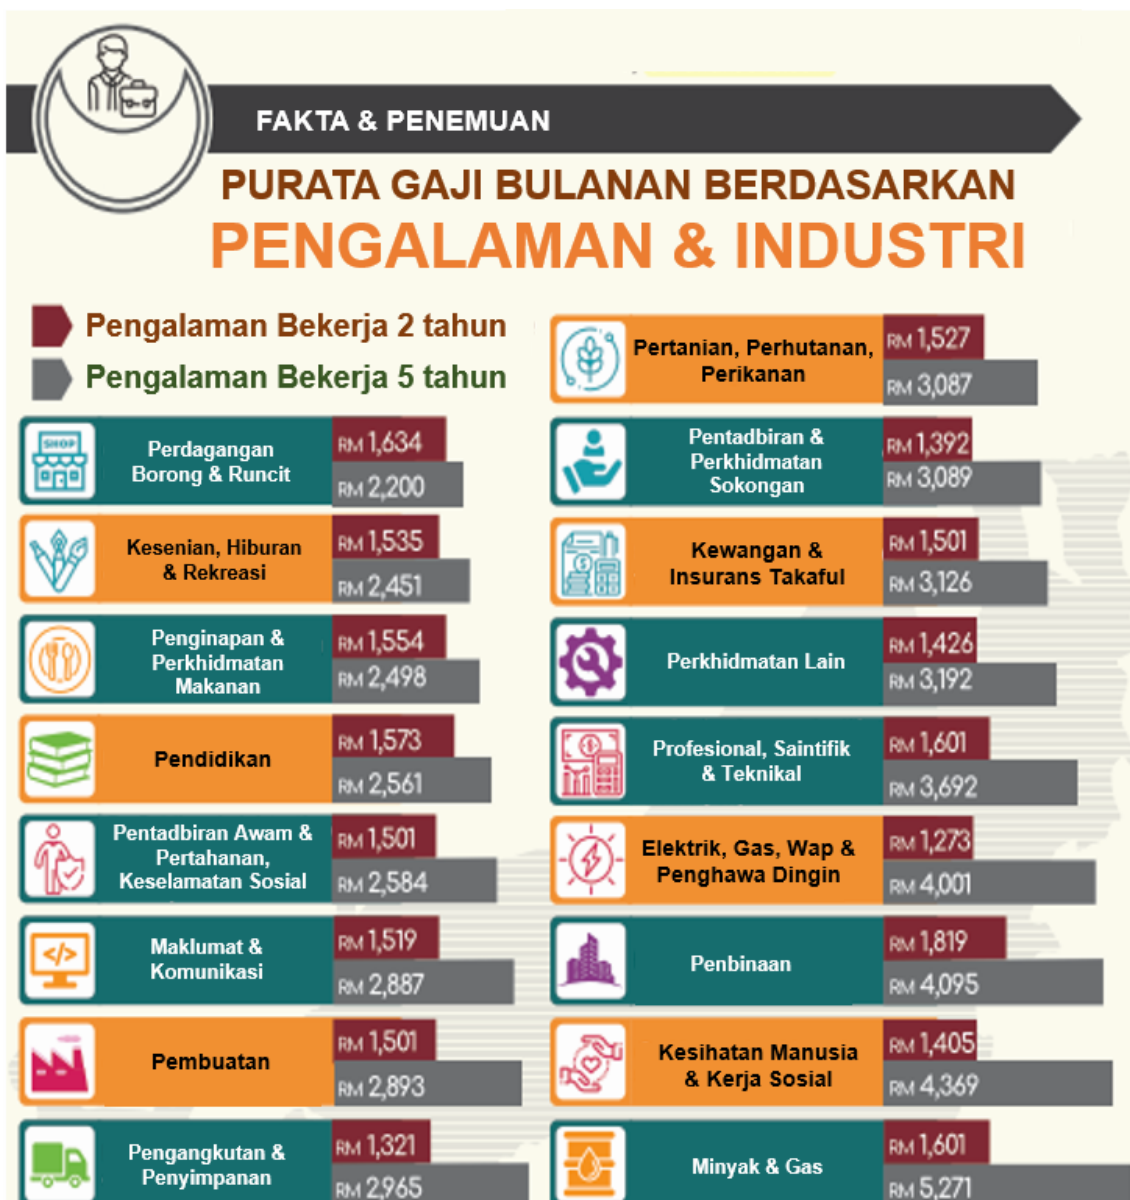 FAKTA & PENEMUAN
PURATA GAJI BULANAN BERDASARKAN
PENGALAMAN & INDUSTRI
Pengalaman Bekerja 2 tahun
Pengalaman Bekerja 5 tahun
SHOP
Perdagangan
Borong & Runcit
RM 1,634
RM 2,200
Kesenian, Hiburan
& Rekreasi
RM 1,535
RM 2,451
Penginapan &
Perkhidmatan
Makanan
RM 1,554
RM 2,498
Pendidikan
RM 1,573
RM 2,561
Pentadbiran Awam &
Pertahanan,
Keselamatan Sosial
RM 1,501
RM 2,584
Maklumat &
Komunikasi
RM 1,519
RM 2,887
Pembuatan
RM 1,501
RM 2,893
Pengangkutan &
Penyimpanan
RM 1,321
RM 2,965
Pertanian, Perhutanan,
Perikanan
RM 1,527
RM 3,087
Pentadbiran &
Perkhidmatan
Sokongan
RM 1,392
RM 3,089
Kewangan &
Insurans Takaful
RM 1,501
RM 3,126
Perkhidmatan Lain
RM 1,426
RM 3,192
Profesional, Saintifik
& Teknikal
RM 1,601
RM 3,692
Elektrik, Gas, Wap &
Penghawa Dingin
RM 1,273
RM 4,001
Penbinaan
RM 1,819
RM 4,095
Kesihatan Manusia
& Kerja Sosial
RM 1,405
RM 4,369
Minyak & Gas
RM 1,601
RM 5,271